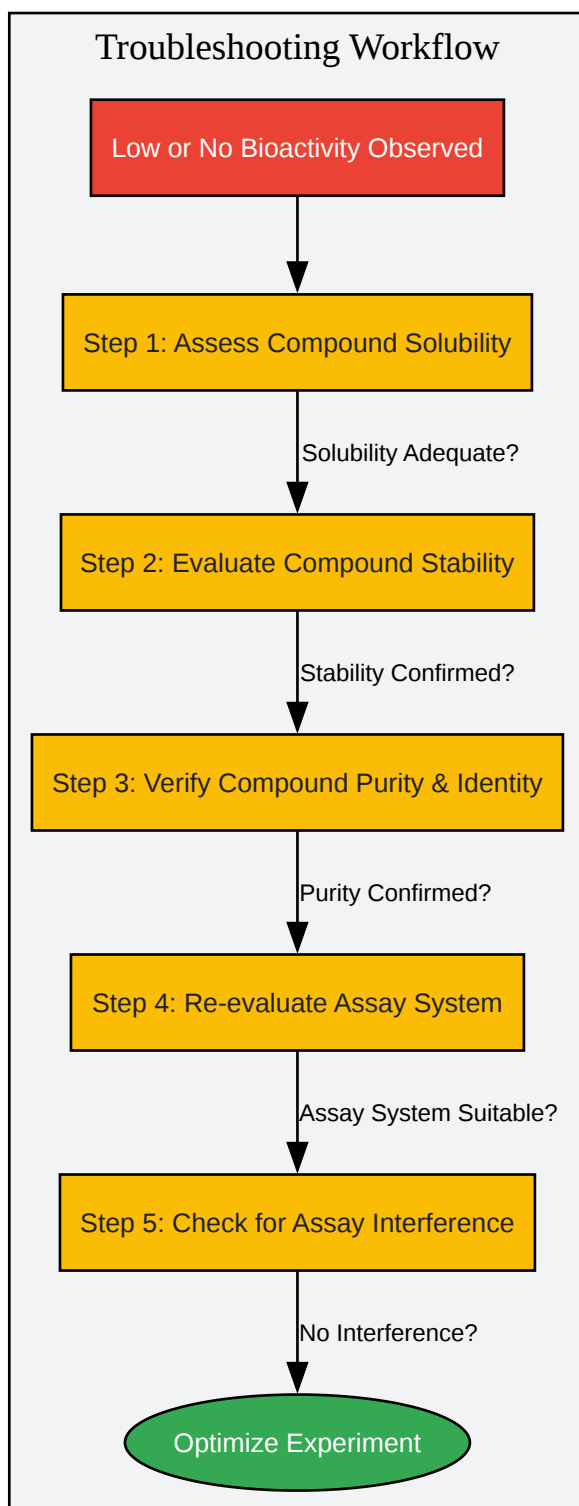 Troubleshooting Workflow
Low or No Bioactivity Observed
Step 1: Assess Compound Solubility
Solubility Adequate?
Step 2: Evaluate Compound Stability
Stability Confirmed?
Step 3: Verify Compound Purity & Identity
Purity Confirmed?
Step 4: Re-evaluate Assay System
Assay System Suitable?
Step 5: Check for Assay Interference
No Interference?
Optimize Experiment